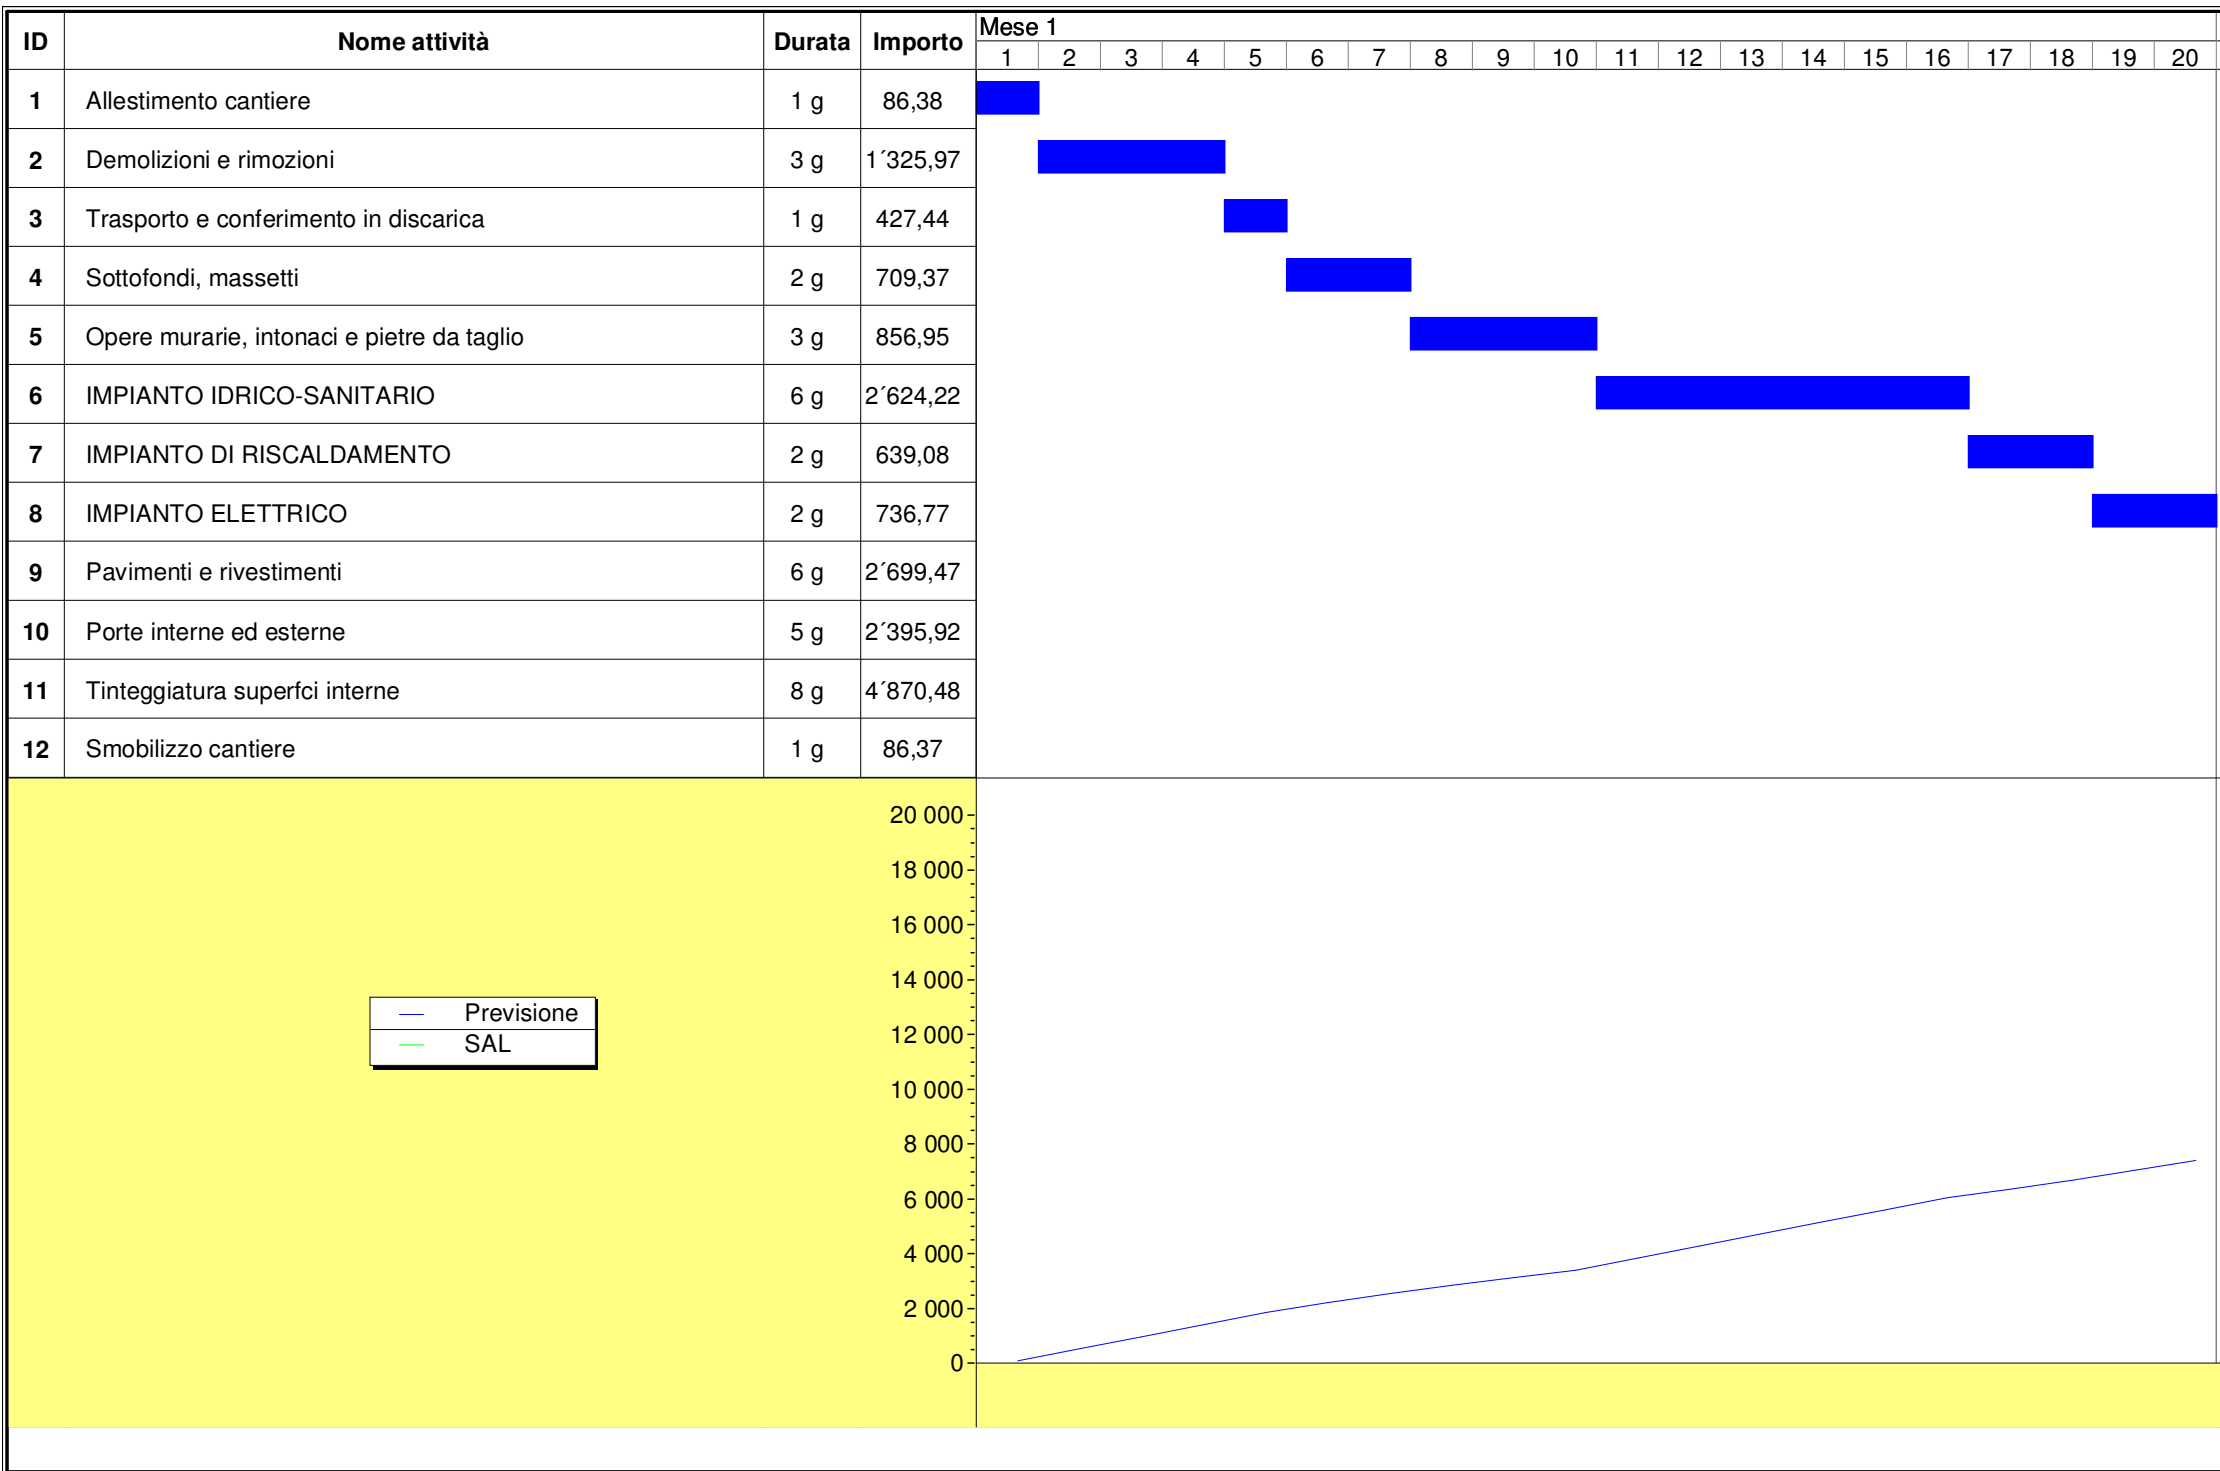 ID Nome attività Durata Importo Mese 1
1 2 3 4 5 6 7 8 9 10 11 12 13 14 15 16 17 18 19 20
1 Allestimento cantiere 1 g 86,38
2 Demolizioni e rimozioni 3 g 1´325,97
3 Trasporto e conferimento in discarica 1 g 427,44
4 Sottofondi, massetti 2 g 709,37
5 Opere murarie, intonaci e pietre da taglio 3 g 856,95
6 IMPIANTO IDRICO-SANITARIO 6 g 2´624,22
7 IMPIANTO DI RISCALDAMENTO 2 g 639,08
8 IMPIANTO ELETTRICO 2 g 736,77
9 Pavimenti e rivestimenti 6 g 2´699,47
10 Porte interne ed esterne 5 g 2´395,92
11 Tinteggiatura superfci interne 8 g 4´870,48
12 Smobilizzo cantiere 1 g 86,37
20 000
18 000
16 000
14 000
12 000
10 000
8 000
6 000
4 000
2 000
0
Previsione
SAL